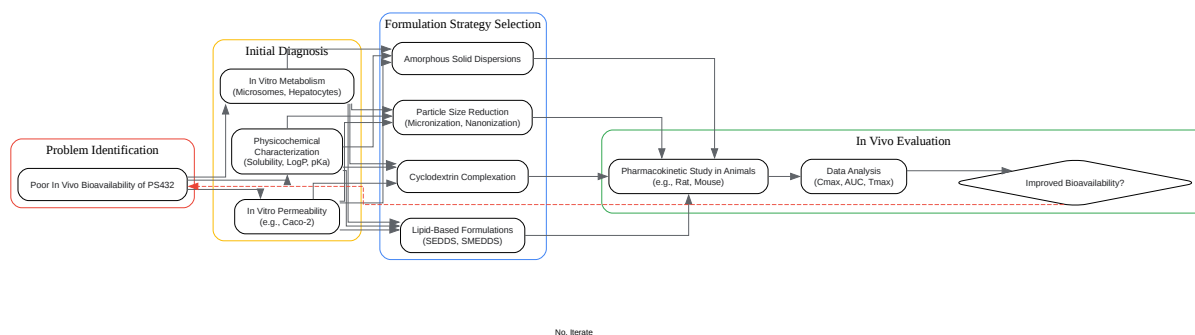 Formulation Strategy Selection
Initial Diagnosis
Amorphous Solid Dispersions
In Vitro Metabolism
(Microsomes, Hepatocytes)
Particle Size Reduction
(Micronization, Nanonization)
Physicochemical
Characterization
(Solubility, LogP, pKa)
In Vivo Evaluation
Problem Identification
Poor In Vivo Bioavailability of PS432
Cyclodextrin Complexation
Pharmacokinetic Study in Animals
(e.g., Rat, Mouse)
Data Analysis
(Cmax, AUC, Tmax)
Improved Bioavailability?
In Vitro Permeability
(e.g., Caco-2)
Lipid-Based Formulations
(SEDDS, SMEDDS)
No, Iterate